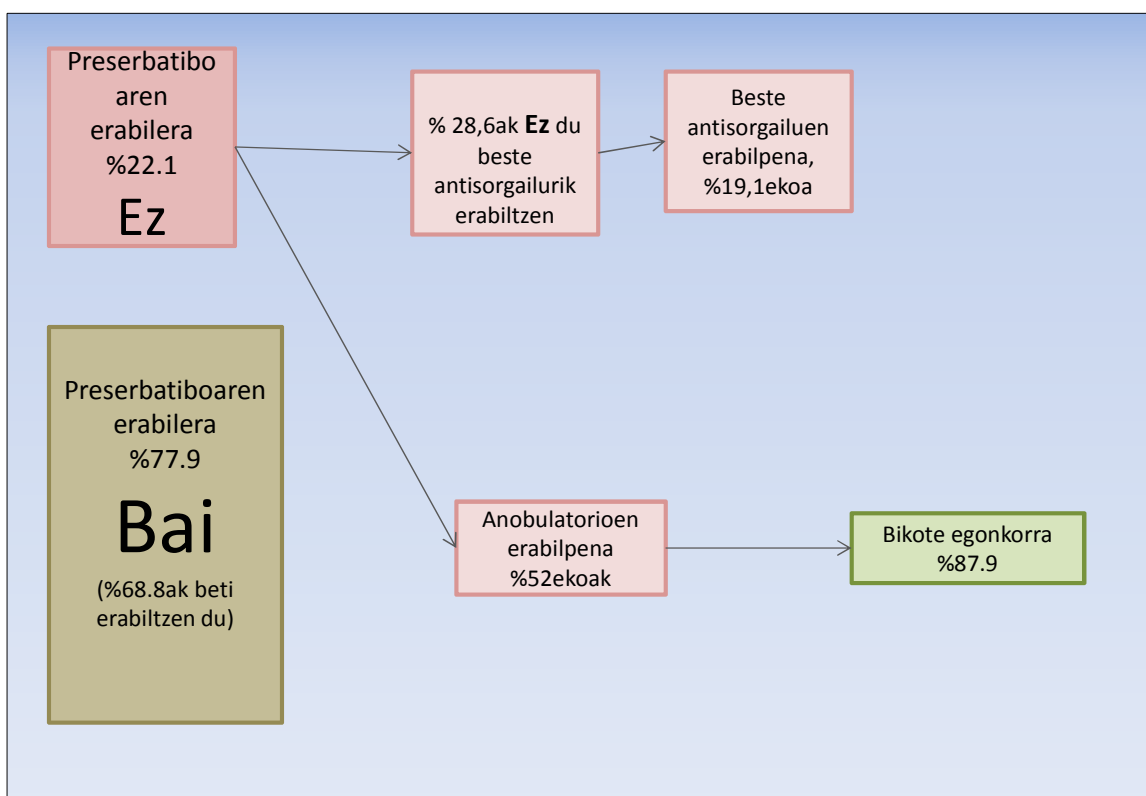 Preserbatibo
aren
erabilera
%22.1
Ez
% 28,6ak Ez du
beste
antisorgailurik
erabiltzen
Beste
antisorgailuen
erabilpena,
%19,1ekoa
Preserbatiboaren
erabilera
%77.9
Bai
(%68.8ak beti
erabiltzen du)
Anobulatorioen
erabilpena
%52ekoak
Bikote egonkorra
%87.9